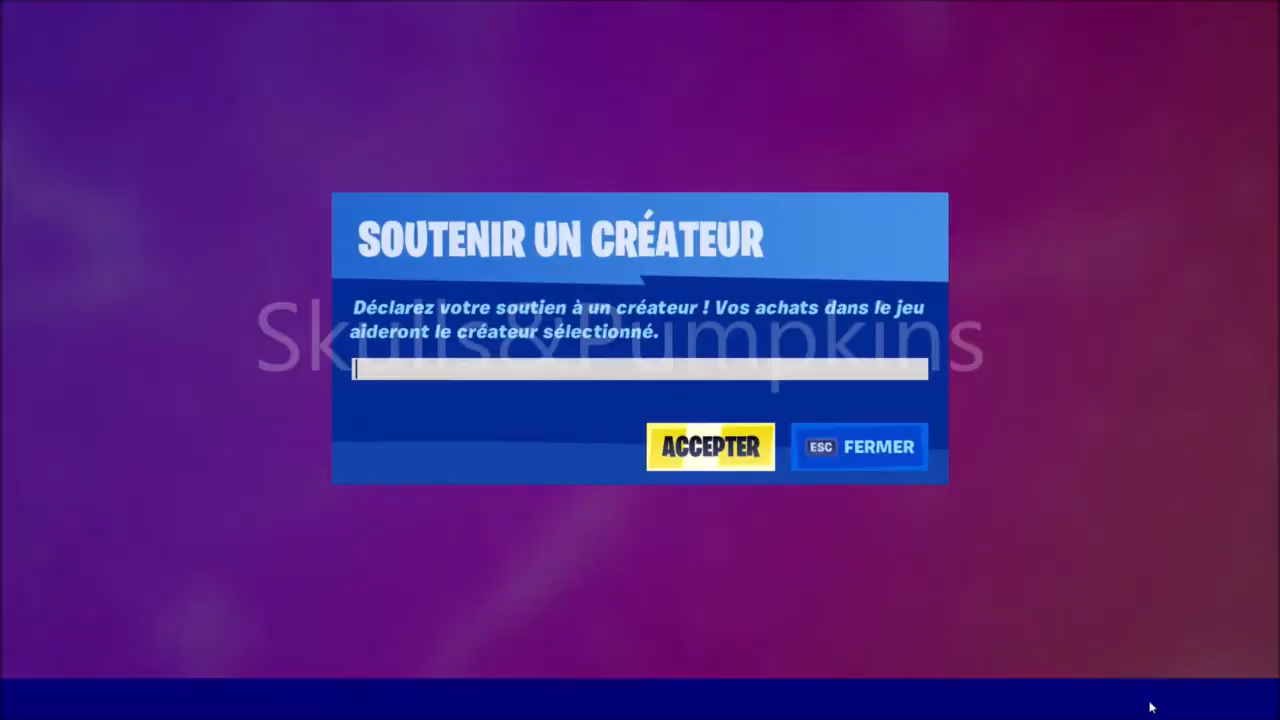 SOUTENIR UN CRÉATEUR
Déclarez votre soutien à un créateur ! Vos achats dans le jeu
aideront le créateur sélectionné.
Skulls&Pumpkins
ACCEPTER
ESC FERMER